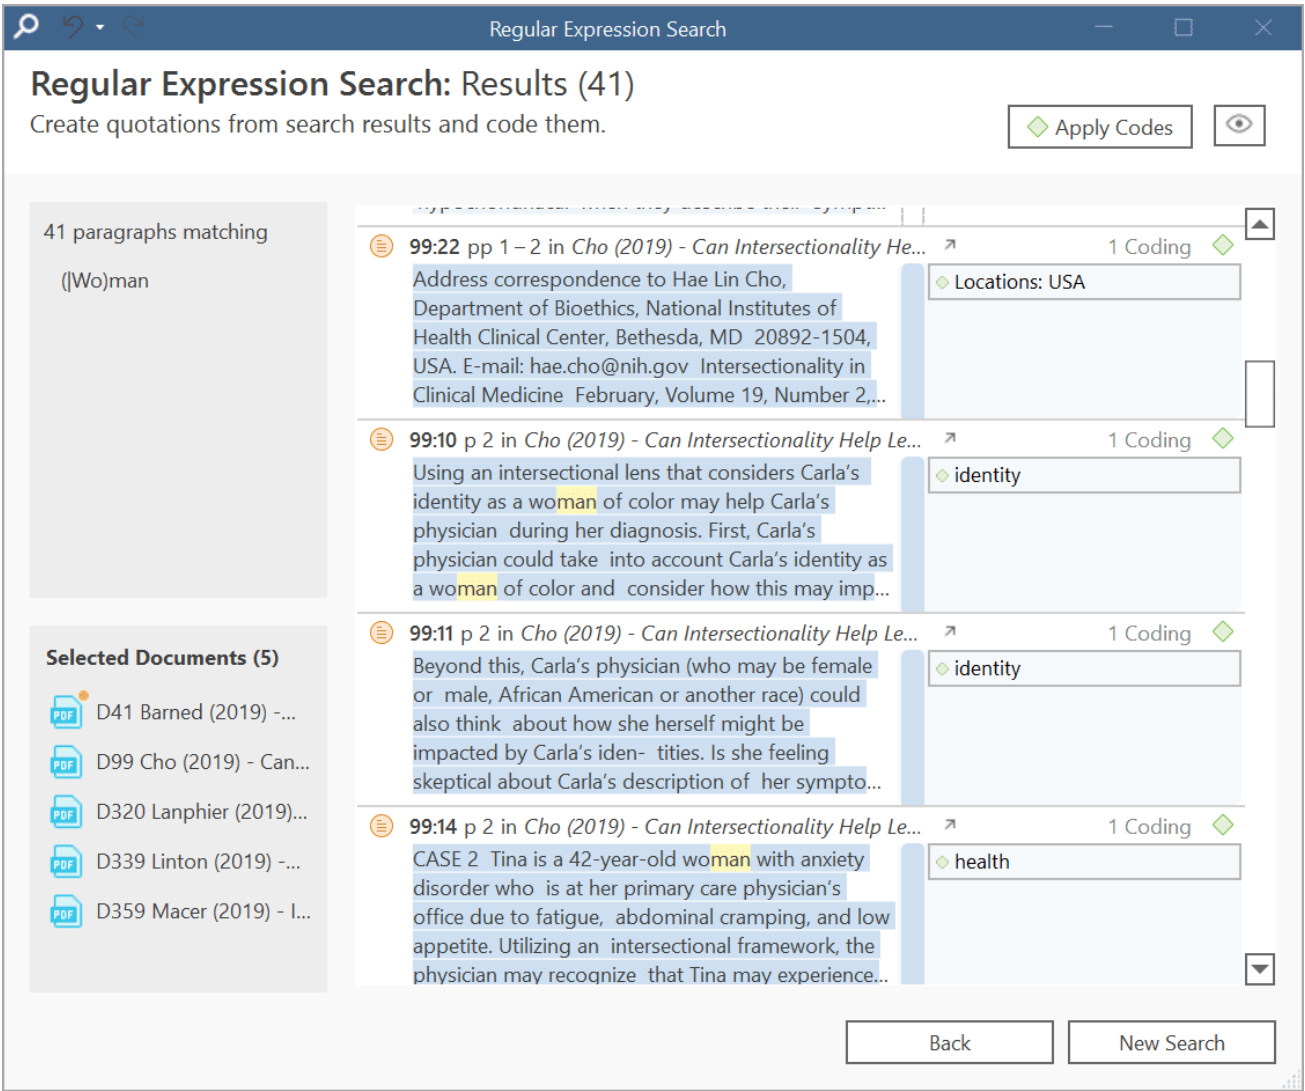 Regular Expression Search
Regular Expression Search: Results (41)
Create quotations from search results and code them.
Apply Codes
41 paragraphs matching
(|Wo)man
Selected Documents (5)
PDF D41 Barned (2019) -...
PDF D99 Cho (2019) - Can...
PDF D320 Lanphier (2019)...
PDF D339 Linton (2019) -...
PDF D359 Macer (2019) - I...
99:22 pp 1 – 2 in Cho (2019) - Can Intersectionality He...
1 Coding
Address correspondence to Hae Lin Cho,
Department of Bioethics, National Institutes of
Health Clinical Center, Bethesda, MD 20892-1504,
USA. E-mail: hae.cho@nih.gov Intersectionality in
Clinical Medicine February, Volume 19, Number 2,...
Locations: USA
99:10 p 2 in Cho (2019) - Can Intersectionality Help Le...
1 Coding
Using an intersectional lens that considers Carla's
identity as a woman of color may help Carla's
physician during her diagnosis. First, Carla's
physician could take into account Carla's identity as
a woman of color and consider how this may imp...
identity
99:11 p 2 in Cho (2019) - Can Intersectionality Help Le...
1 Coding
Beyond this, Carla's physician (who may be female
or male, African American or another race) could
also think about how she herself might be
impacted by Carla's iden- tities. Is she feeling
skeptical about Carla's description of her sympto...
identity
99:14 p 2 in Cho (2019) - Can Intersectionality Help Le...
1 Coding
CASE 2 Tina is a 42-year-old woman with anxiety
disorder who is at her primary care physician's
office due to fatigue, abdominal cramping, and low
appetite. Utilizing an intersectional framework, the
physician may recognize that Tina may experience...
health
Back
New Search